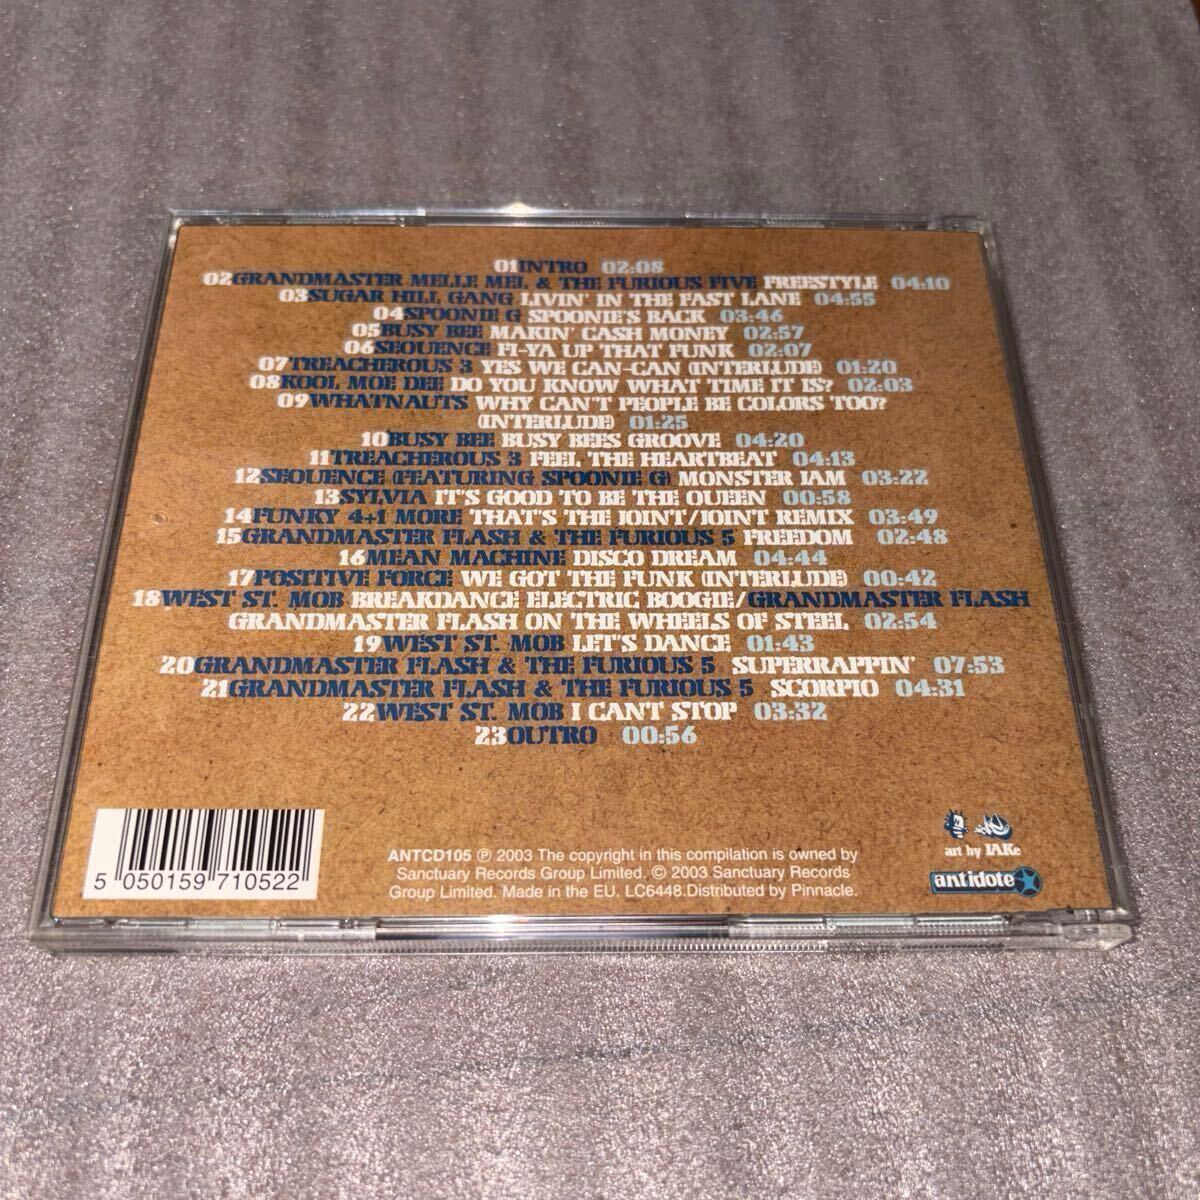 01 INTRO 02:08
02 GRANDMASTER MELLE MEL & THE FURIOUS FIVE FREESTYLE 04:10
03 SUGAR HILL GANG LIVIN' IN THE FAST LANE 04:55
04 SPOONIE G SPOONIE'S BACK 03:46
05 BUSY BEE MAKIN' CASH MONEY 02:57
06 SEQUENCE FI-YA UP THAT FUNK 02:07
07 TREACHEROUS 3 YES WE CAN-CAN (INTERLUDE) 01:20
08 KOOL MOE DEE DO YOU KNOW WHAT TIME IT IS? 02:03
09 WHATNAUTS WHY CAN'T PEOPLE BE COLORS TOO?
(INTERLUDE) 01:25
10 BUSY BEE BUSY BEES GROOVE 04:20
11 TREACHEROUS 3 FEEL THE HEARTBEAT 04:13
12 SEQUENCE (FEATURING SPOONIE G) MONSTER JAM 03:22
13 SYLVIA IT'S GOOD TO BE THE QUEEN 00:58
14 FUNKY 4+1 MORE THAT'S THE JOINT/JOINT REMIX 03:49
15 GRANDMASTER FLASH & THE FURIOUS 5 FREEDOM 02:48
16 MEAN MACHINE DISCO DREAM 04:44
17 POSITIVE FORCE WE GOT THE FUNK (INTERLUDE) 00:42
18 WEST ST. MOB BREAKDANCE ELECTRIC BOOGIE/GRANDMASTER FLASH
GRANDMASTER FLASH ON THE WHEELS OF STEEL 02:54
19 WEST ST. MOB LET'S DANCE 01:43
20 GRANDMASTER FLASH & THE FURIOUS 5 SUPERRAPPIN' 07:53
21 GRANDMASTER FLASH & THE FURIOUS 5 SCORPIO 04:31
22 WEST ST. MOB I CANT STOP 03:32
23 OUTRO 00:56
5 050159 710522
ANTCD105 ℗ 2003 The copyright in this compilation is owned by
Sanctuary Records Group Limited. © 2003 Sanctuary Records
Group Limited. Made in the EU. LC6448.Distributed by Pinnacle.
art by JAKe
antidote